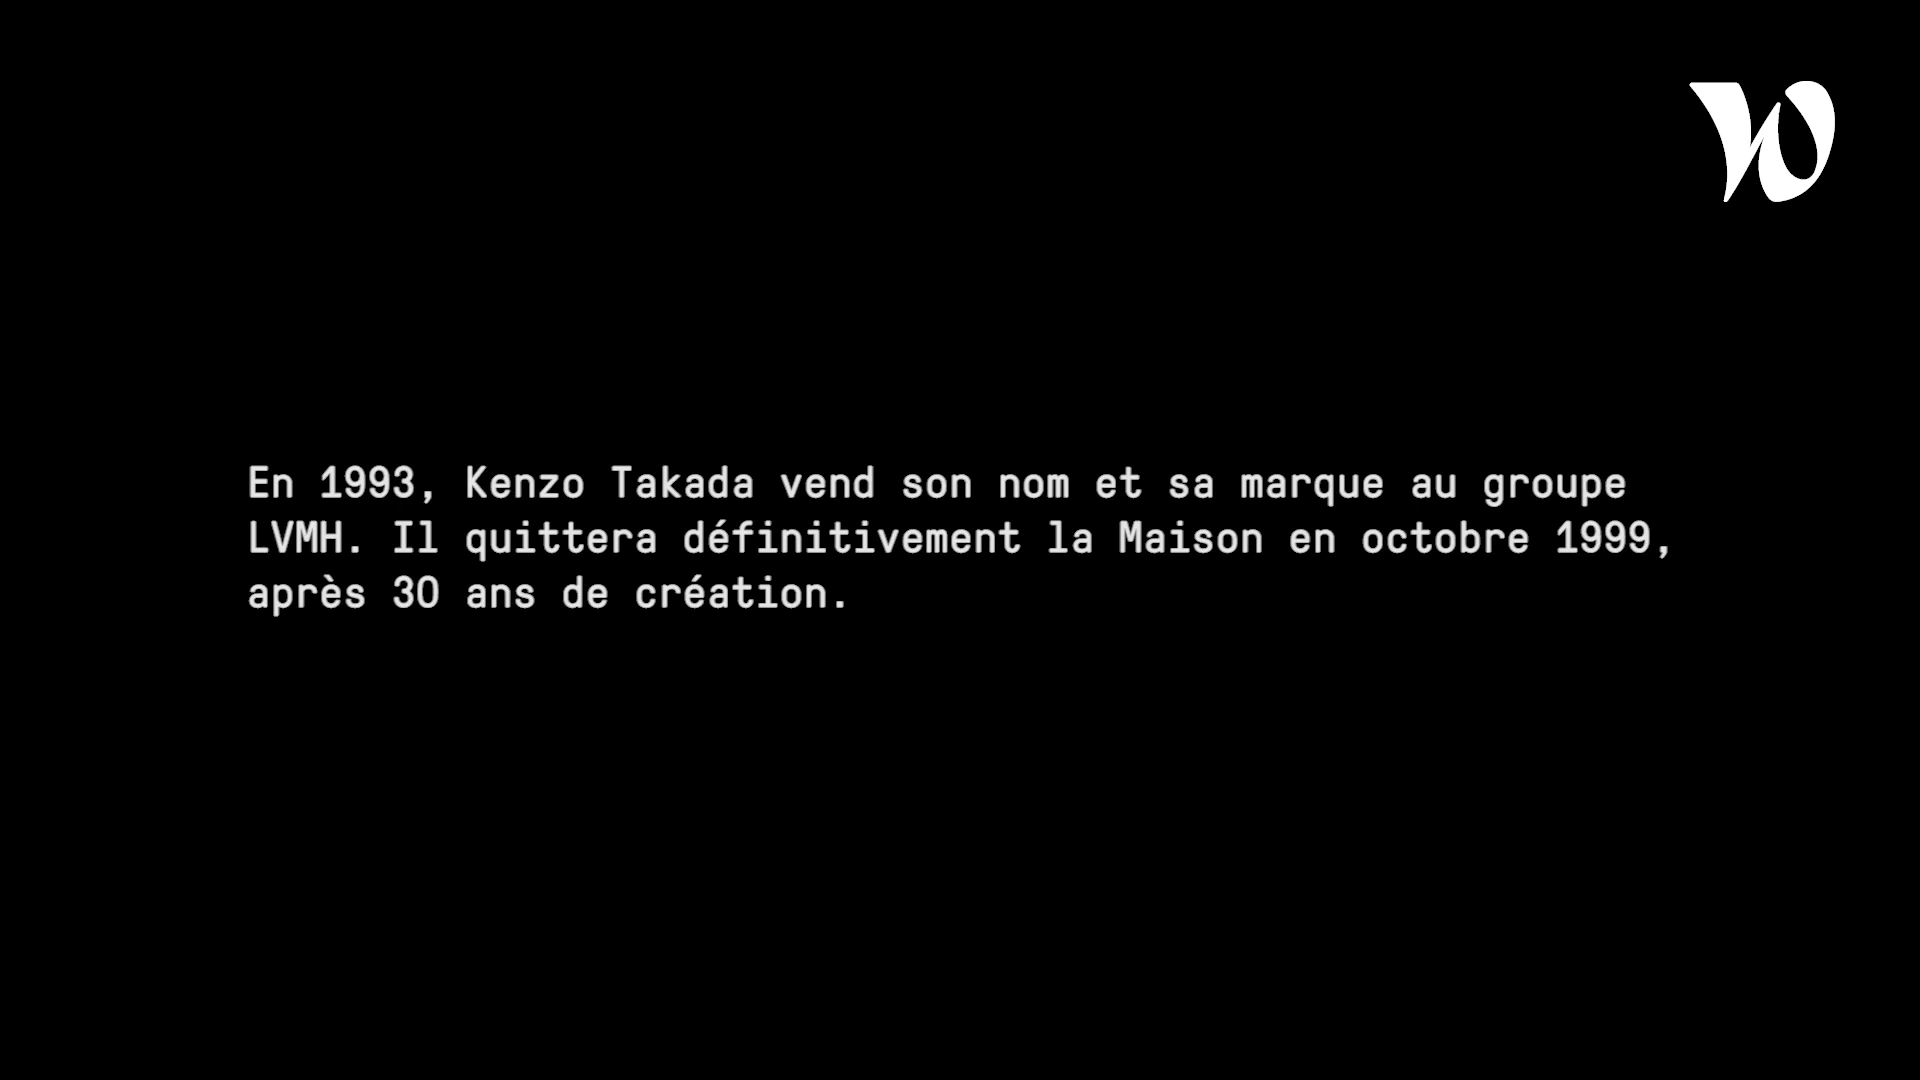 En 1993, Kenzo Takada vend son nom et sa marque au groupe
LVMH. Il quittera définitivement la Maison en octobre 1999,
après 30 ans de création.